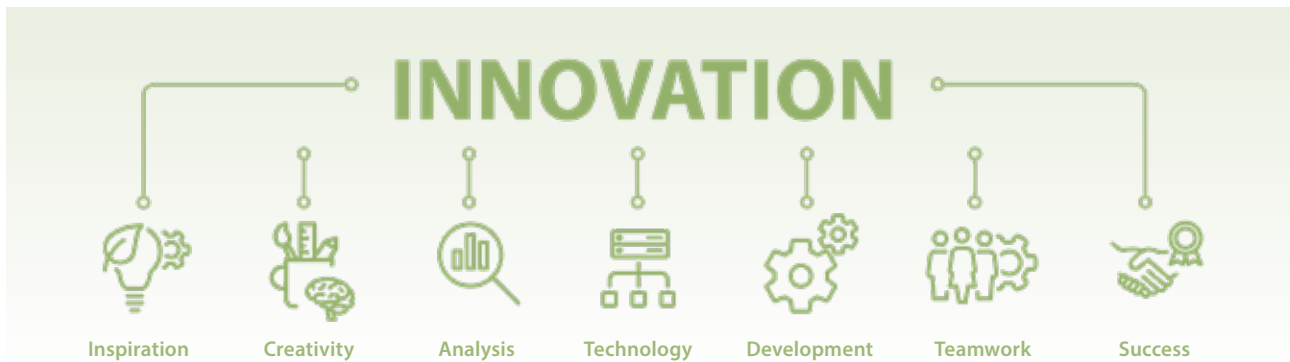 INNOVATION
Inspiration
Creativity
Analysis
Technology
Development
Teamwork
Success